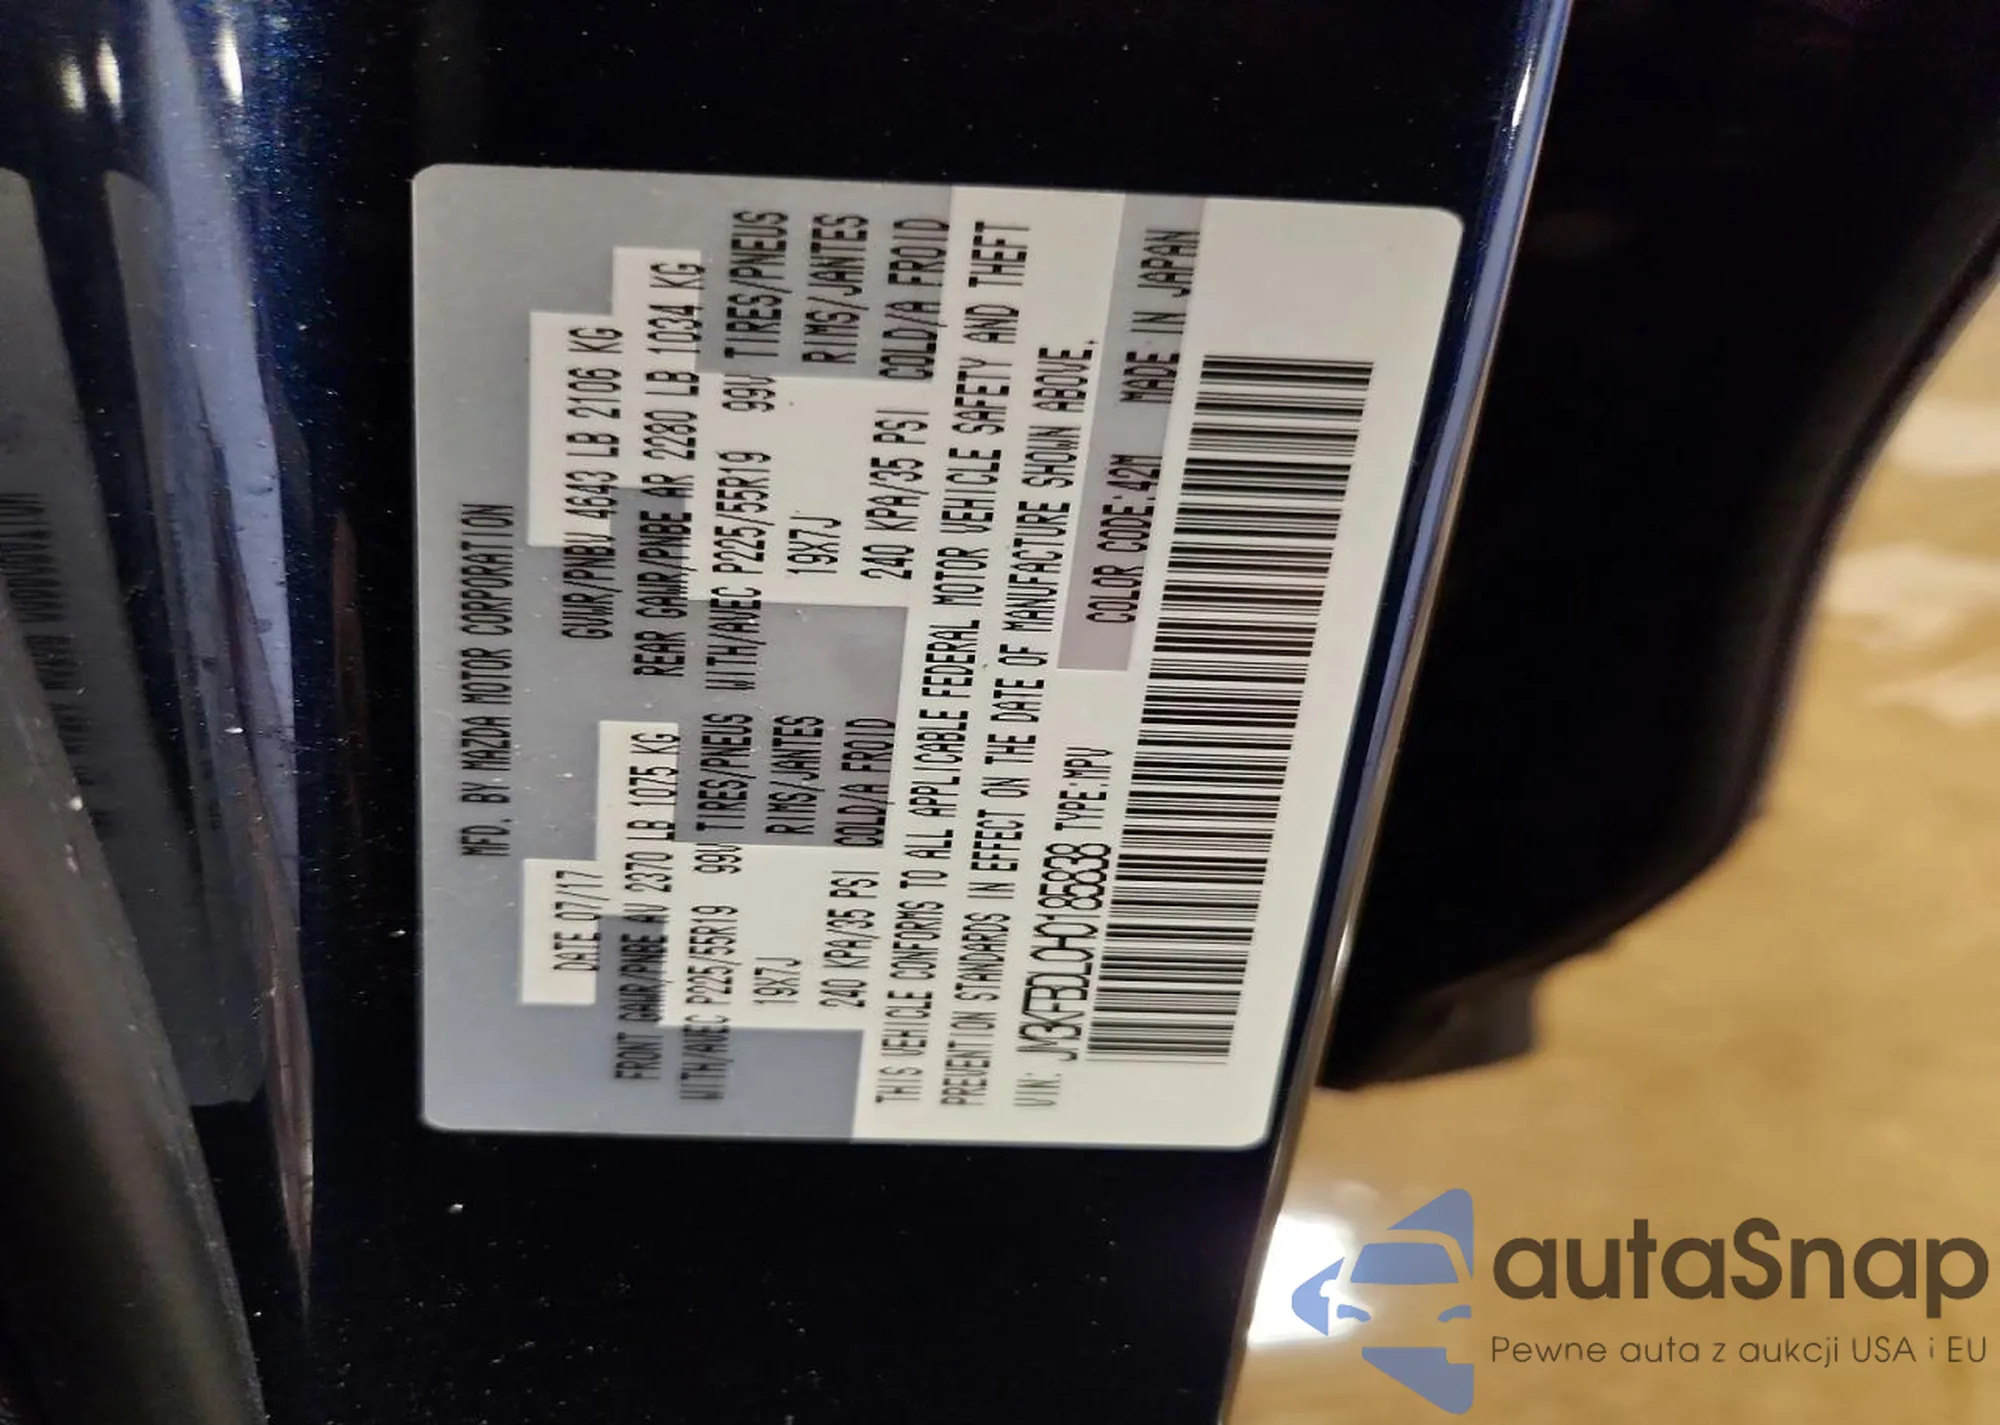 MFD. BY MAZDA MOTOR CORPORATION
DATE 07/17
GVWR/PNBV 4643 LB 2106 KG
FRONT GAWR/PNBE AV 2370 LB 1075 KG
REAR GAWR/PNBE AR 2280 LB 1034 KG
WITH/AVEC P225/55R19 99V TIRES/PNEUS
WITH/AVEC P225/55R19 99V TIRES/PNEUS
19X7J RIMS/JANTES
19X7J RIMS/JANTES
240 KPA/35 PSI COLD/A FROID
240 KPA/35 PSI COLD/A FROID
THIS VEHICLE CONFORMS TO ALL APPLICABLE FEDERAL MOTOR VEHICLE SAFETY AND THEFT
PREVENTION STANDARDS IN EFFECT ON THE DATE OF MANUFACTURE SHOWN ABOVE.
VIN: JM3KFBDL0H0185838 TYPE:MPV
COLOR CODE:42M MADE IN JAPAN
autaSnap
Pewne auta z aukcji USA i EU